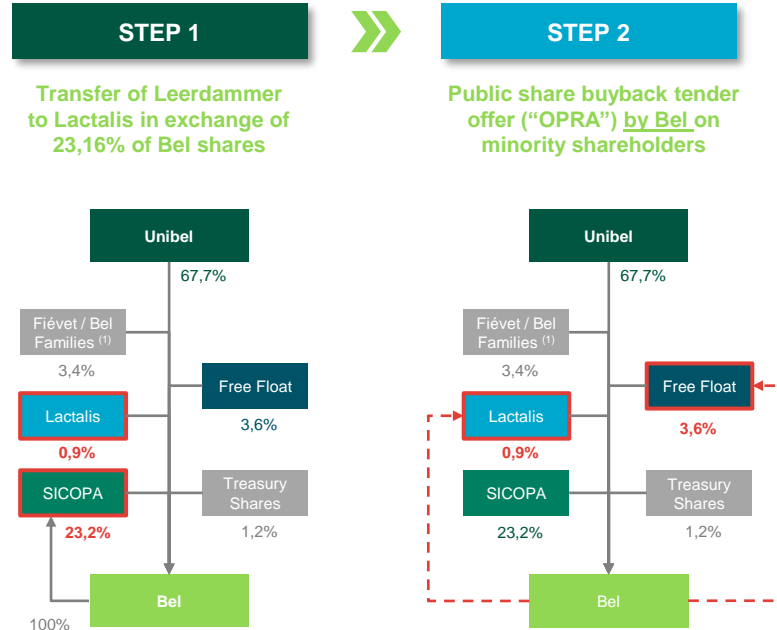 STEP 1
Transfer of Leerdammer
to Lactalis in exchange of
23,16% of Bel shares
Unibel
67,7%
Fiévet / Bel
Families (1)
3,4%
Free Float
3,6%
Lactalis
0,9%
SICOPA
23,2%
Treasury
Shares
1,2%
Bel
100%
STEP 2
Public share buyback tender
offer (“OPRA”) by Bel on
minority shareholders
Unibel
67,7%
Fiévet / Bel
Families (1)
3,4%
Free Float
3,6%
Lactalis
0,9%
SICOPA
23,2%
Treasury
Shares
1,2%
Bel